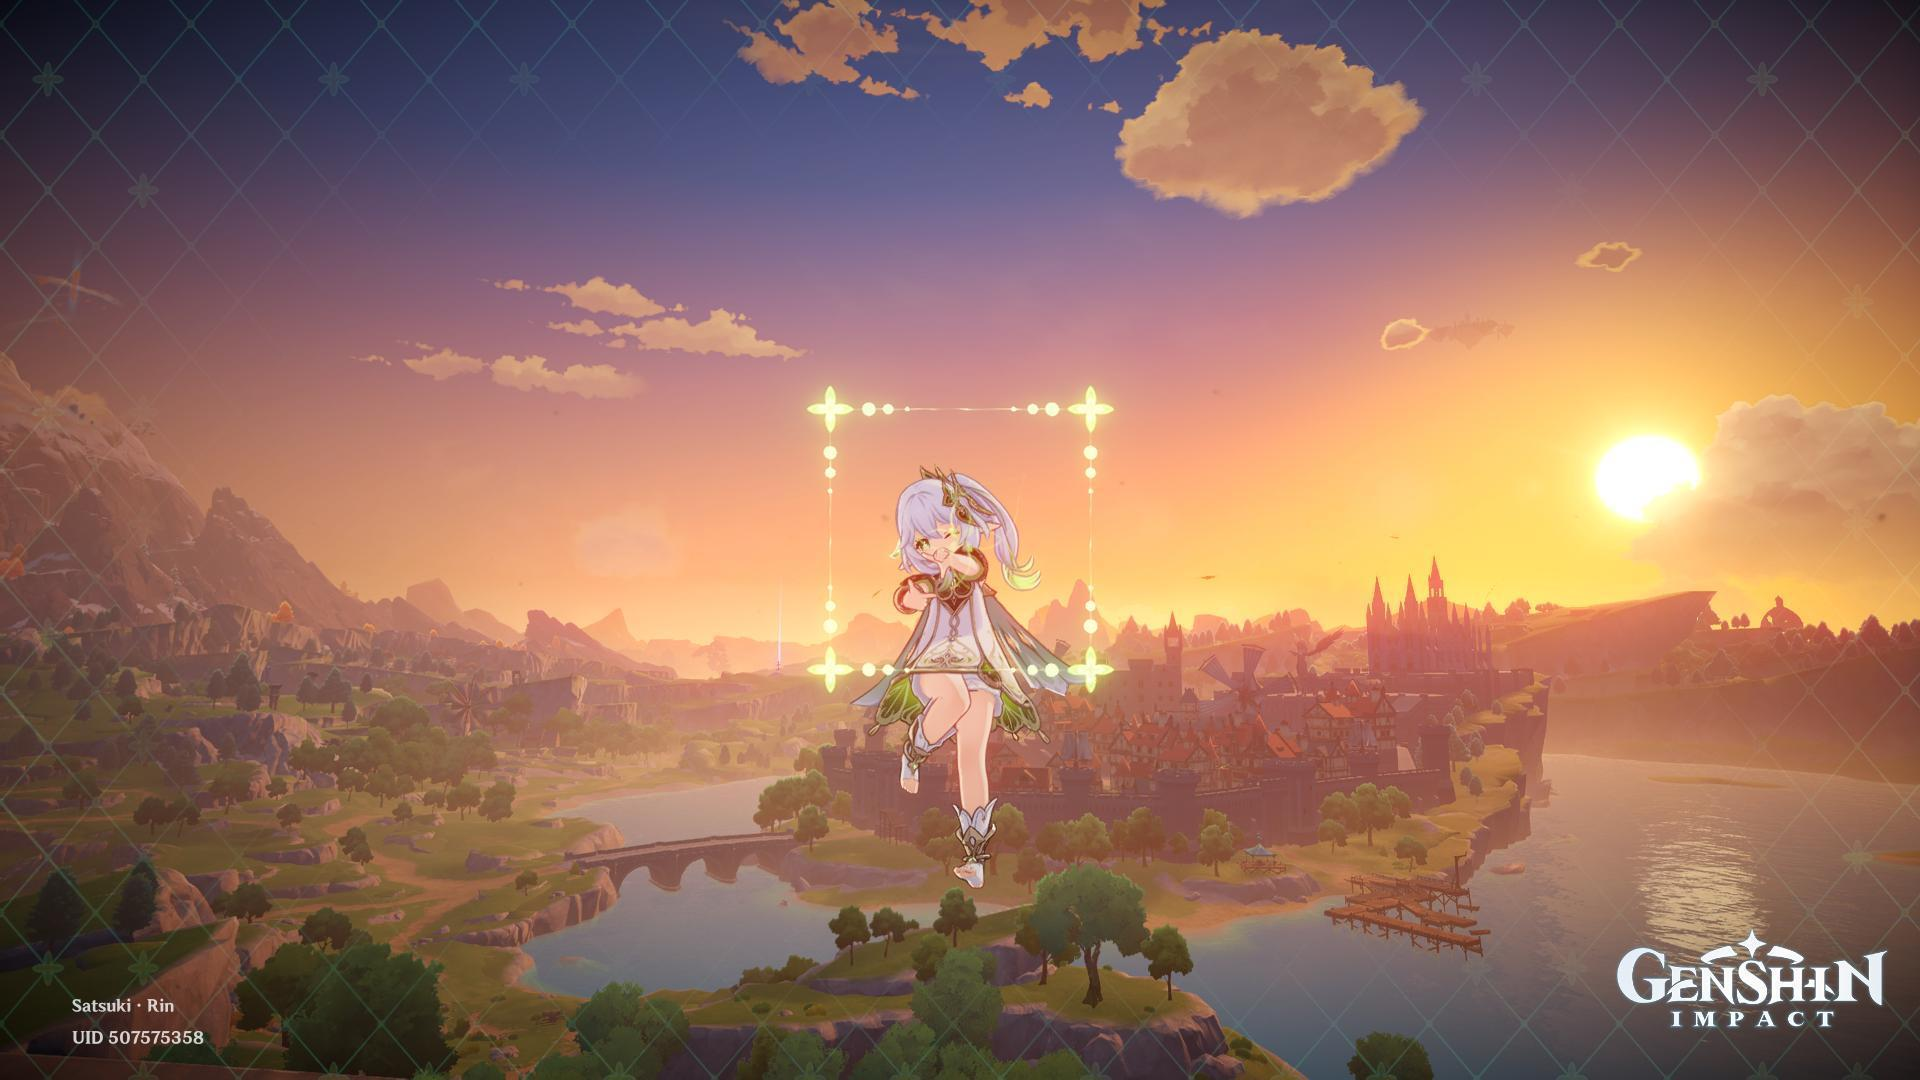 Satsuki · Rin
UID 507575358
GENSHIN
IMPACT